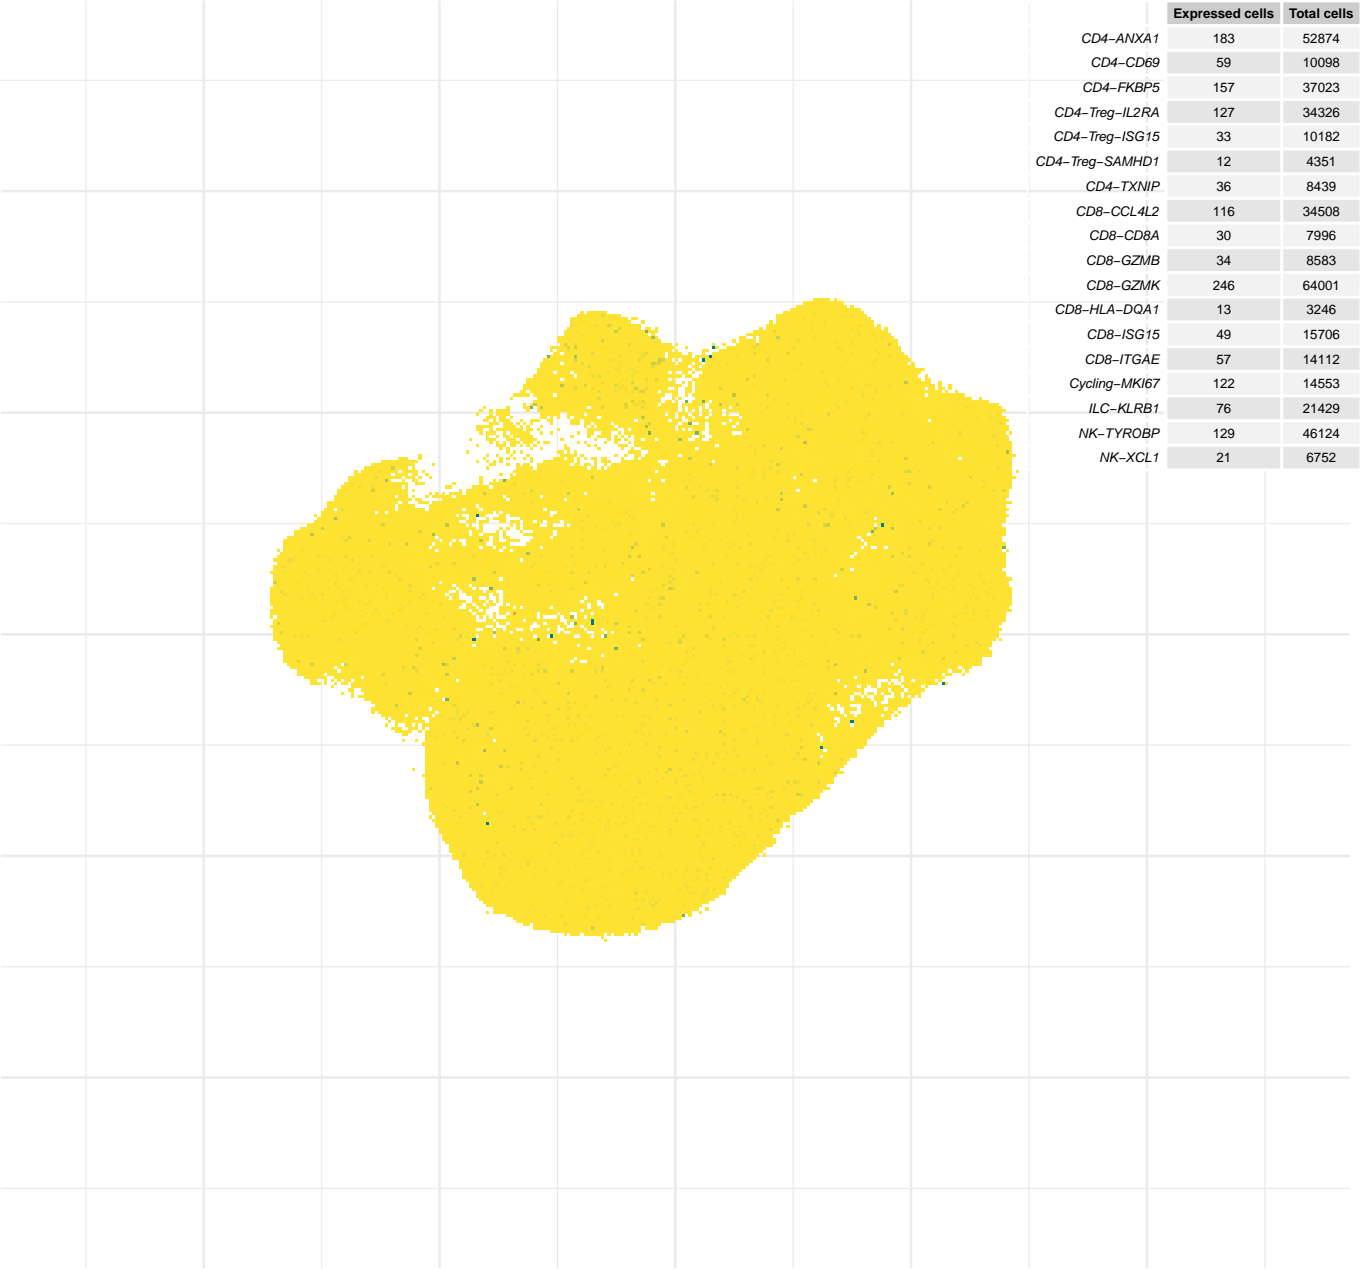 Expressed cells Total cells
CD4−ANXA1 183 52874
CD4−CD69 59 10098
CD4−FKBP5 157 37023
CD4−Treg−IL2RA 127 34326
CD4−Treg−ISG15 33 10182
CD4−Treg−SAMHD1 12 4351
CD4−TXNIP 36 8439
CD8−CCL4L2 116 34508
CD8−CD8A 30 7996
CD8−GZMB 34 8583
CD8−GZMK 246 64001
CD8−HLA−DQA1 13 3246
CD8−ISG15 49 15706
CD8−ITGAE 57 14112
Cycling−MKI67 122 14553
ILC−KLRB1 76 21429
NK−TYROBP 129 46124
NK−XCL1 21 6752